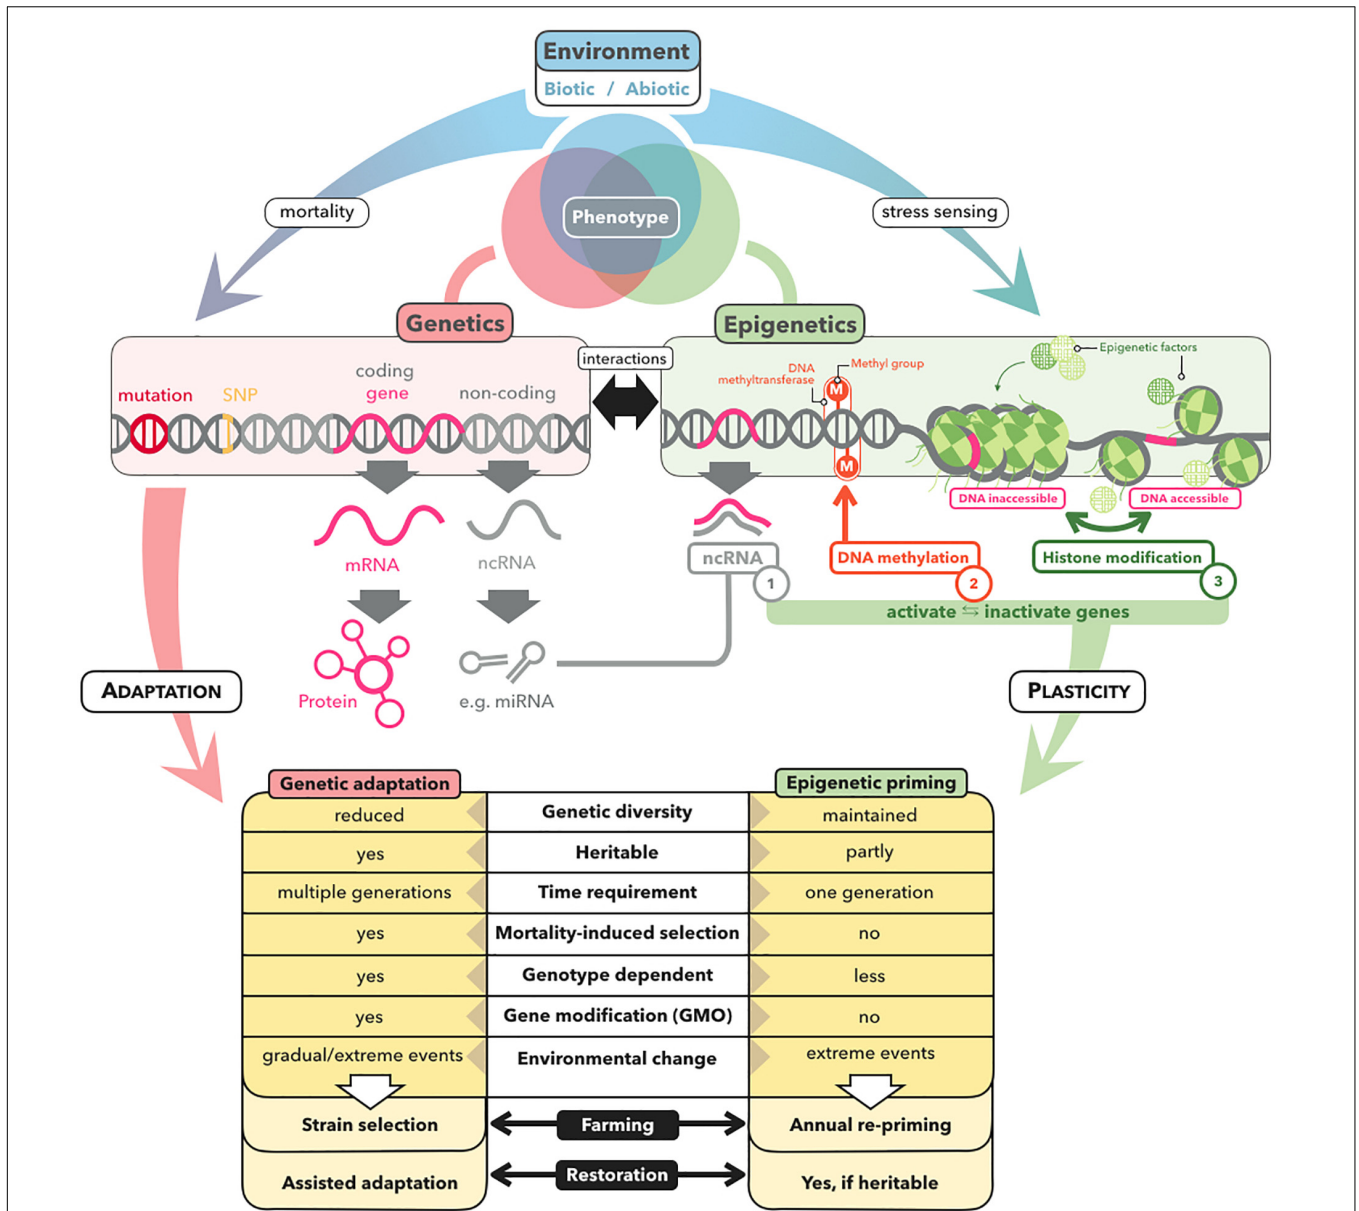 Environment
Biotic / Abiotic
mortality
stress sensing
Phenotype
Genetics
Epigenetics
interactions
mutation
SNP
coding
gene
non-coding
DNA
methyltransferase
Methyl group
Epigenetic factors
M
M
DNA inaccessible
DNA accessible
mRNA
ncRNA
ncRNA
1
DNA methylation
2
Histone modification
3
activate ⇆ inactivate genes
Protein
e.g. miRNA
ADAPTATION
PLASTICITY
Genetic adaptation
Epigenetic priming
reduced Genetic diversity maintained
yes Heritable partly
multiple generations Time requirement one generation
yes Mortality-induced selection no
yes Genotype dependent less
yes Gene modification (GMO) no
gradual/extreme events Environmental change extreme events
Strain selection Farming Annual re-priming
Assisted adaptation Restoration Yes, if heritable